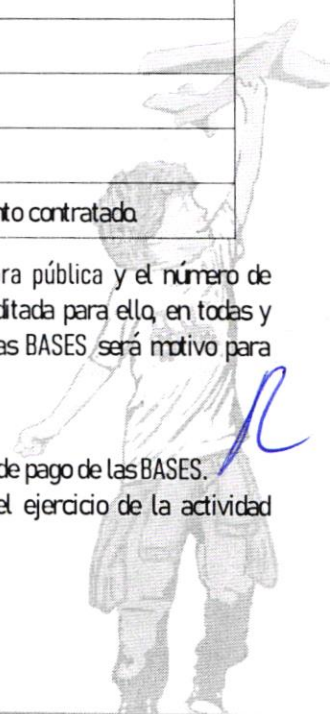 nto contratado.
ra pública y el número de
ditada para ello, en todas y
as BASES será motivo para
de pago de las BASES.
el ejercicio de la actividad